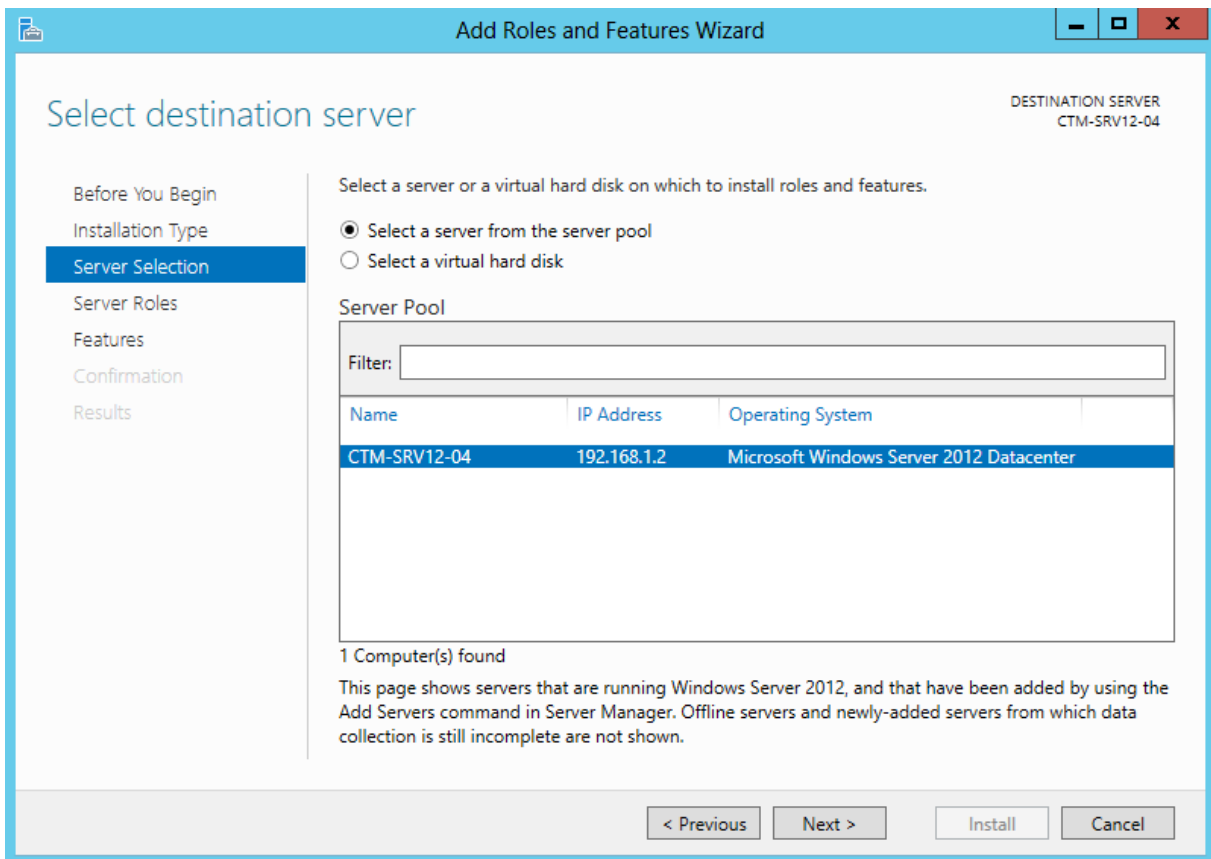 Add Roles and Features Wizard
Select destination server
DESTINATION SERVER
CTM-SRV12-04
Before You Begin
Installation Type
Server Selection
Server Roles
Features
Confirmation
Results
Select a server or a virtual hard disk on which to install roles and features.
Select a server from the server pool
Select a virtual hard disk
Server Pool
Filter:
Name IP Address Operating System
CTM-SRV12-04 192.168.1.2 Microsoft Windows Server 2012 Datacenter
1 Computer(s) found
This page shows servers that are running Windows Server 2012, and that have been added by using the
Add Servers command in Server Manager. Offline servers and newly-added servers from which data
collection is still incomplete are not shown.
< Previous Next > Install Cancel